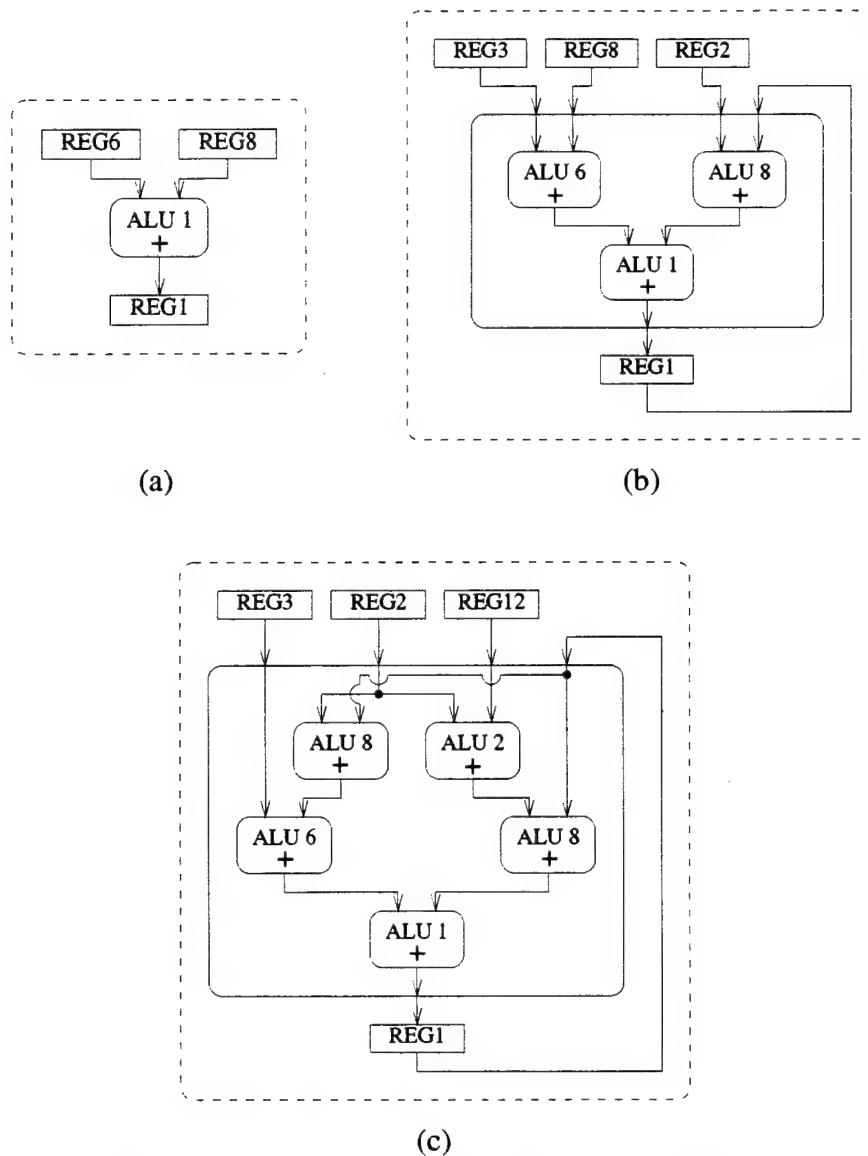 REG6 REG8
ALU 1
+
REG1
(a)
REG3 REG8 REG2
ALU 6 ALU 8
+ +
ALU 1
+
REG1
(b)
REG3 REG2 REG12
ALU 8 ALU 2
+ +
ALU 6 ALU 8
+ +
ALU 1
+
REG1
(c)